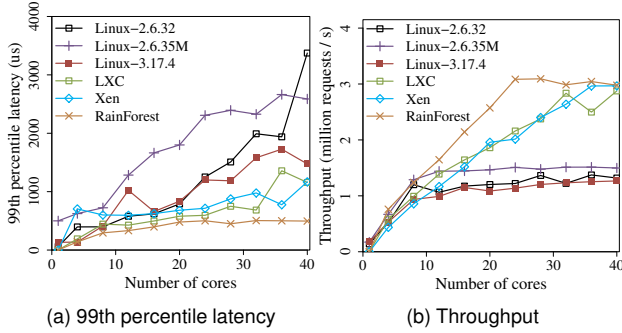 99th percentile latency (us)
4000
3000
2000
1000
0
Linux-2.6.32
Linux-2.6.35M
Linux-3.17.4
LXC
Xen
RainForest
0 10 20 30 40
Number of cores
(a) 99th percentile latency
Throughput (million requests / s)
4
3
2
1
0
Linux-2.6.32
Linux-2.6.35M
Linux-3.17.4
LXC
Xen
RainForest
0 10 20 30 40
Number of cores
(b) Throughput